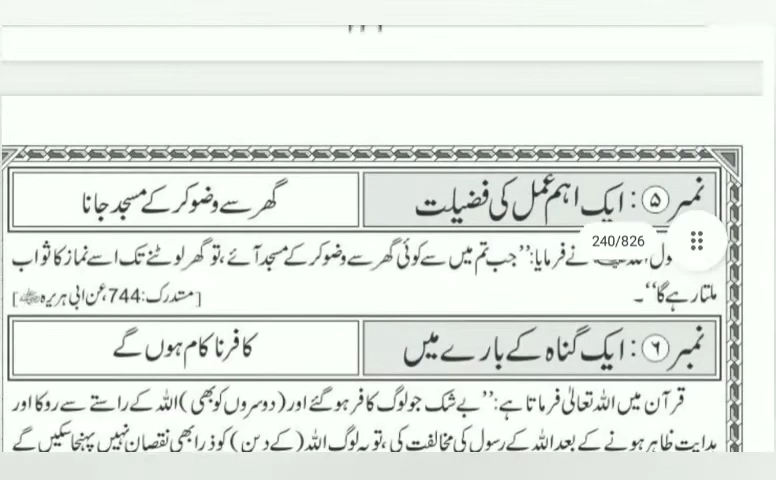 نمبر ۵: ایک اہم عمل کی فضیلت
گھر سے وضو کر کے مسجد جانا
240/826
نے فرمایا: ’’جب تم میں سے کوئی گھر سے وضو کر کے مسجد آئے، تو گھر لوٹنے تک اسے نماز کا ثواب
ملتا رہے گا‘‘۔
[مستدرک: 744، عن ابی ہریرہ ؓ]
نمبر ۶: ایک گناہ کے بارے میں
کافر ناکام ہوں گے
قرآن میں اللہ تعالیٰ فرماتا ہے: ’’بے شک جو لوگ کافر ہو گئے اور (دوسروں کو بھی) اللہ کے راستے سے روکا اور
ہدایت ظاہر ہونے کے بعد اللہ کے رسول کی مخالفت کی، تو یہ لوگ اللہ (کے دین) کو ذرا بھی نقصان نہیں پہنچا سکیں گے